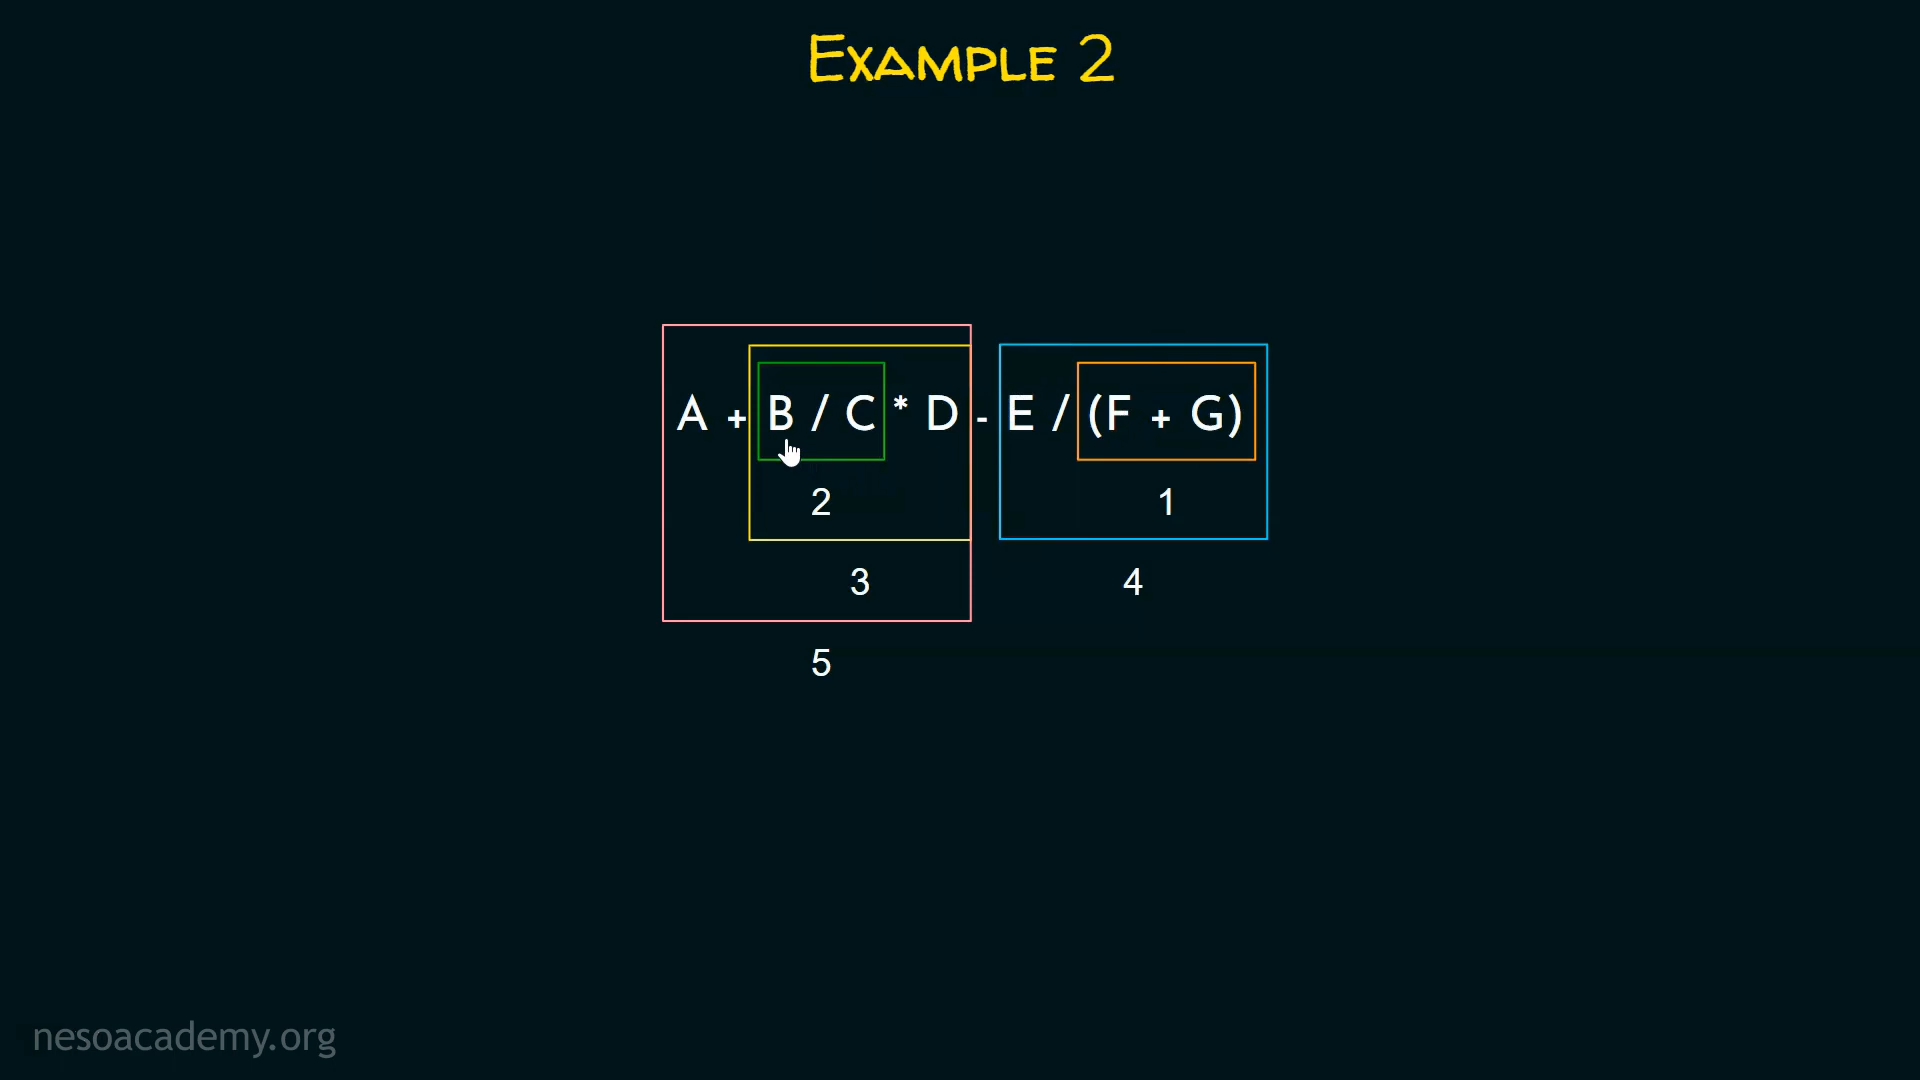 Example 2
A + B / C * D - E / (F + G)
2 1
3 4
5
nesoacademy.org